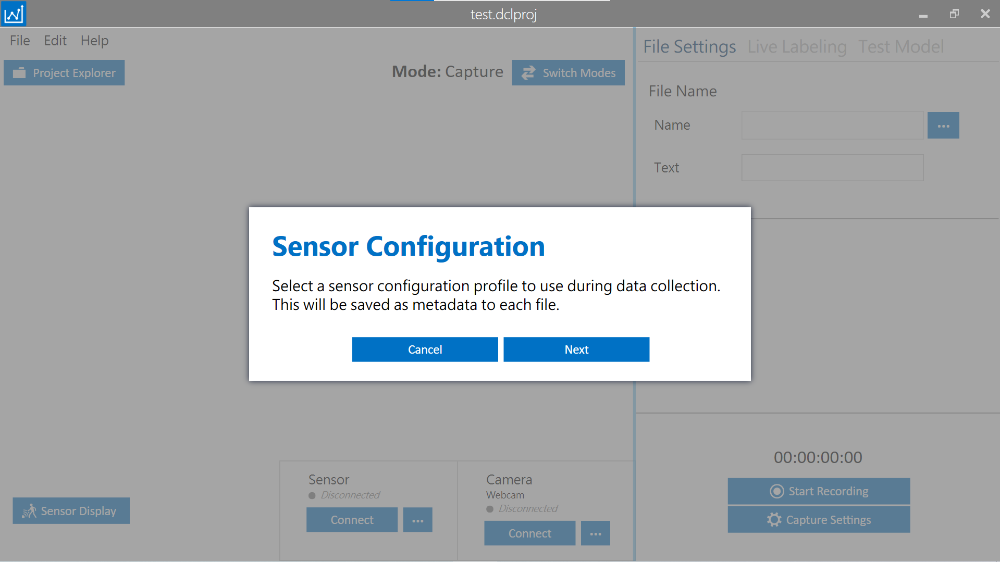 test.dclproj
File Edit Help
File Settings Live Labeling Test Model
Project Explorer
Mode: Capture
Switch Modes
File Name
Name
...
Text
Sensor Configuration
Select a sensor configuration profile to use during data collection.
This will be saved as metadata to each file.
Cancel
Next
00:00:00:00
Start Recording
Capture Settings
Sensor Display
Sensor
Disconnected
Connect
...
Camera
Webcam
Disconnected
Connect
...